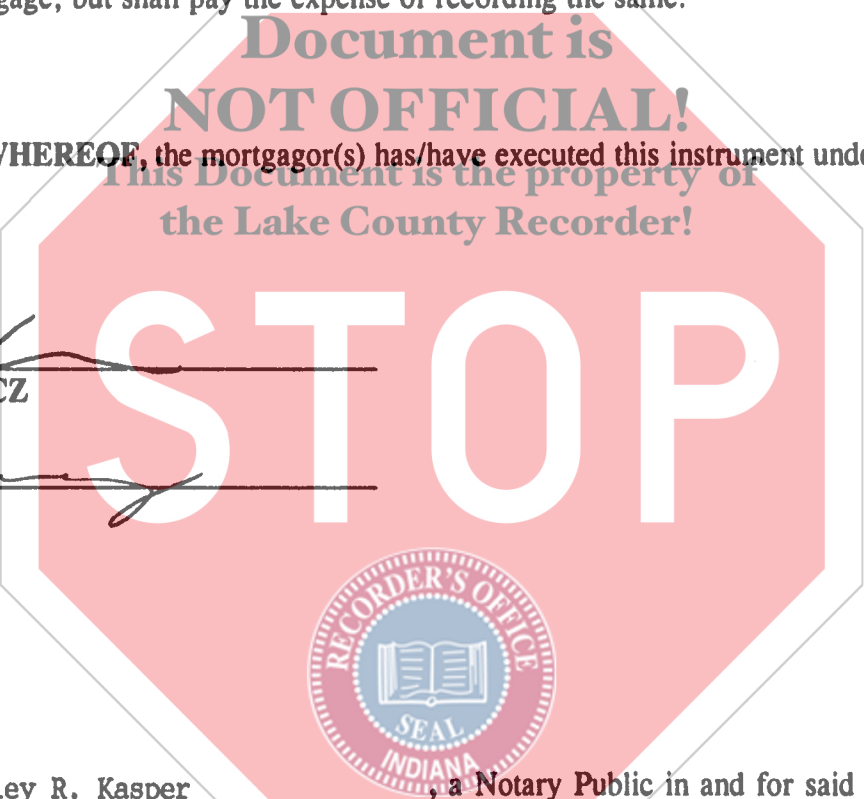 gage, but shall pay the expense of recording the same.
Document is
NOT OFFICIAL!
WHEREOF, the mortgagor(s) has/have executed this instrument unde
This Document is the property of
the Lake County Recorder!
STOP
CZ
RECORDER'S OFFICE
SEAL
INDIANA
ley R. Kasper , a Notary Public in and for said